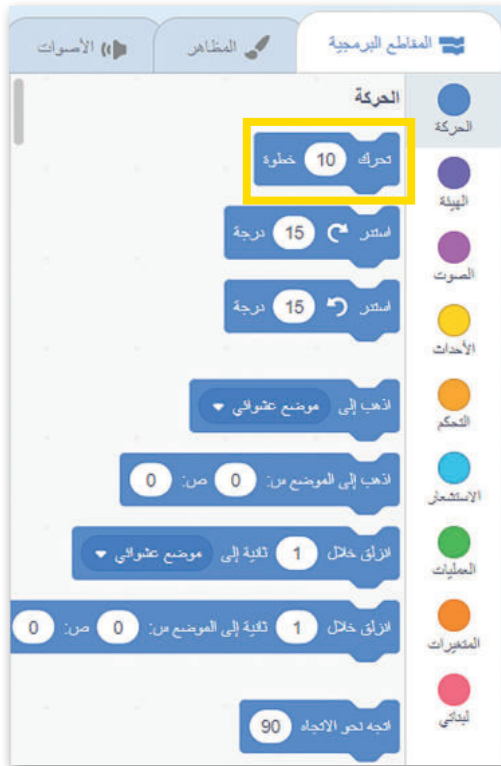 المقاطع البرمجية
المظاهر
الأصوات
الحركة
الهيئة
الصوت
الأحداث
التحكم
الاستشعار
العمليات
المتغيرات
لبناتي
الحركة
تحرك 10 خطوة
استدر 15 درجة
استدر 15 درجة
اذهب إلى موضع عشوائي
اذهب إلى الموضع س: 0 ص: 0
انزلق خلال 1 ثانية إلى موضع عشوائي
انزلق خلال 1 ثانية إلى الموضع س: 0 ص: 0
اتجه نحو الاتجاه 90